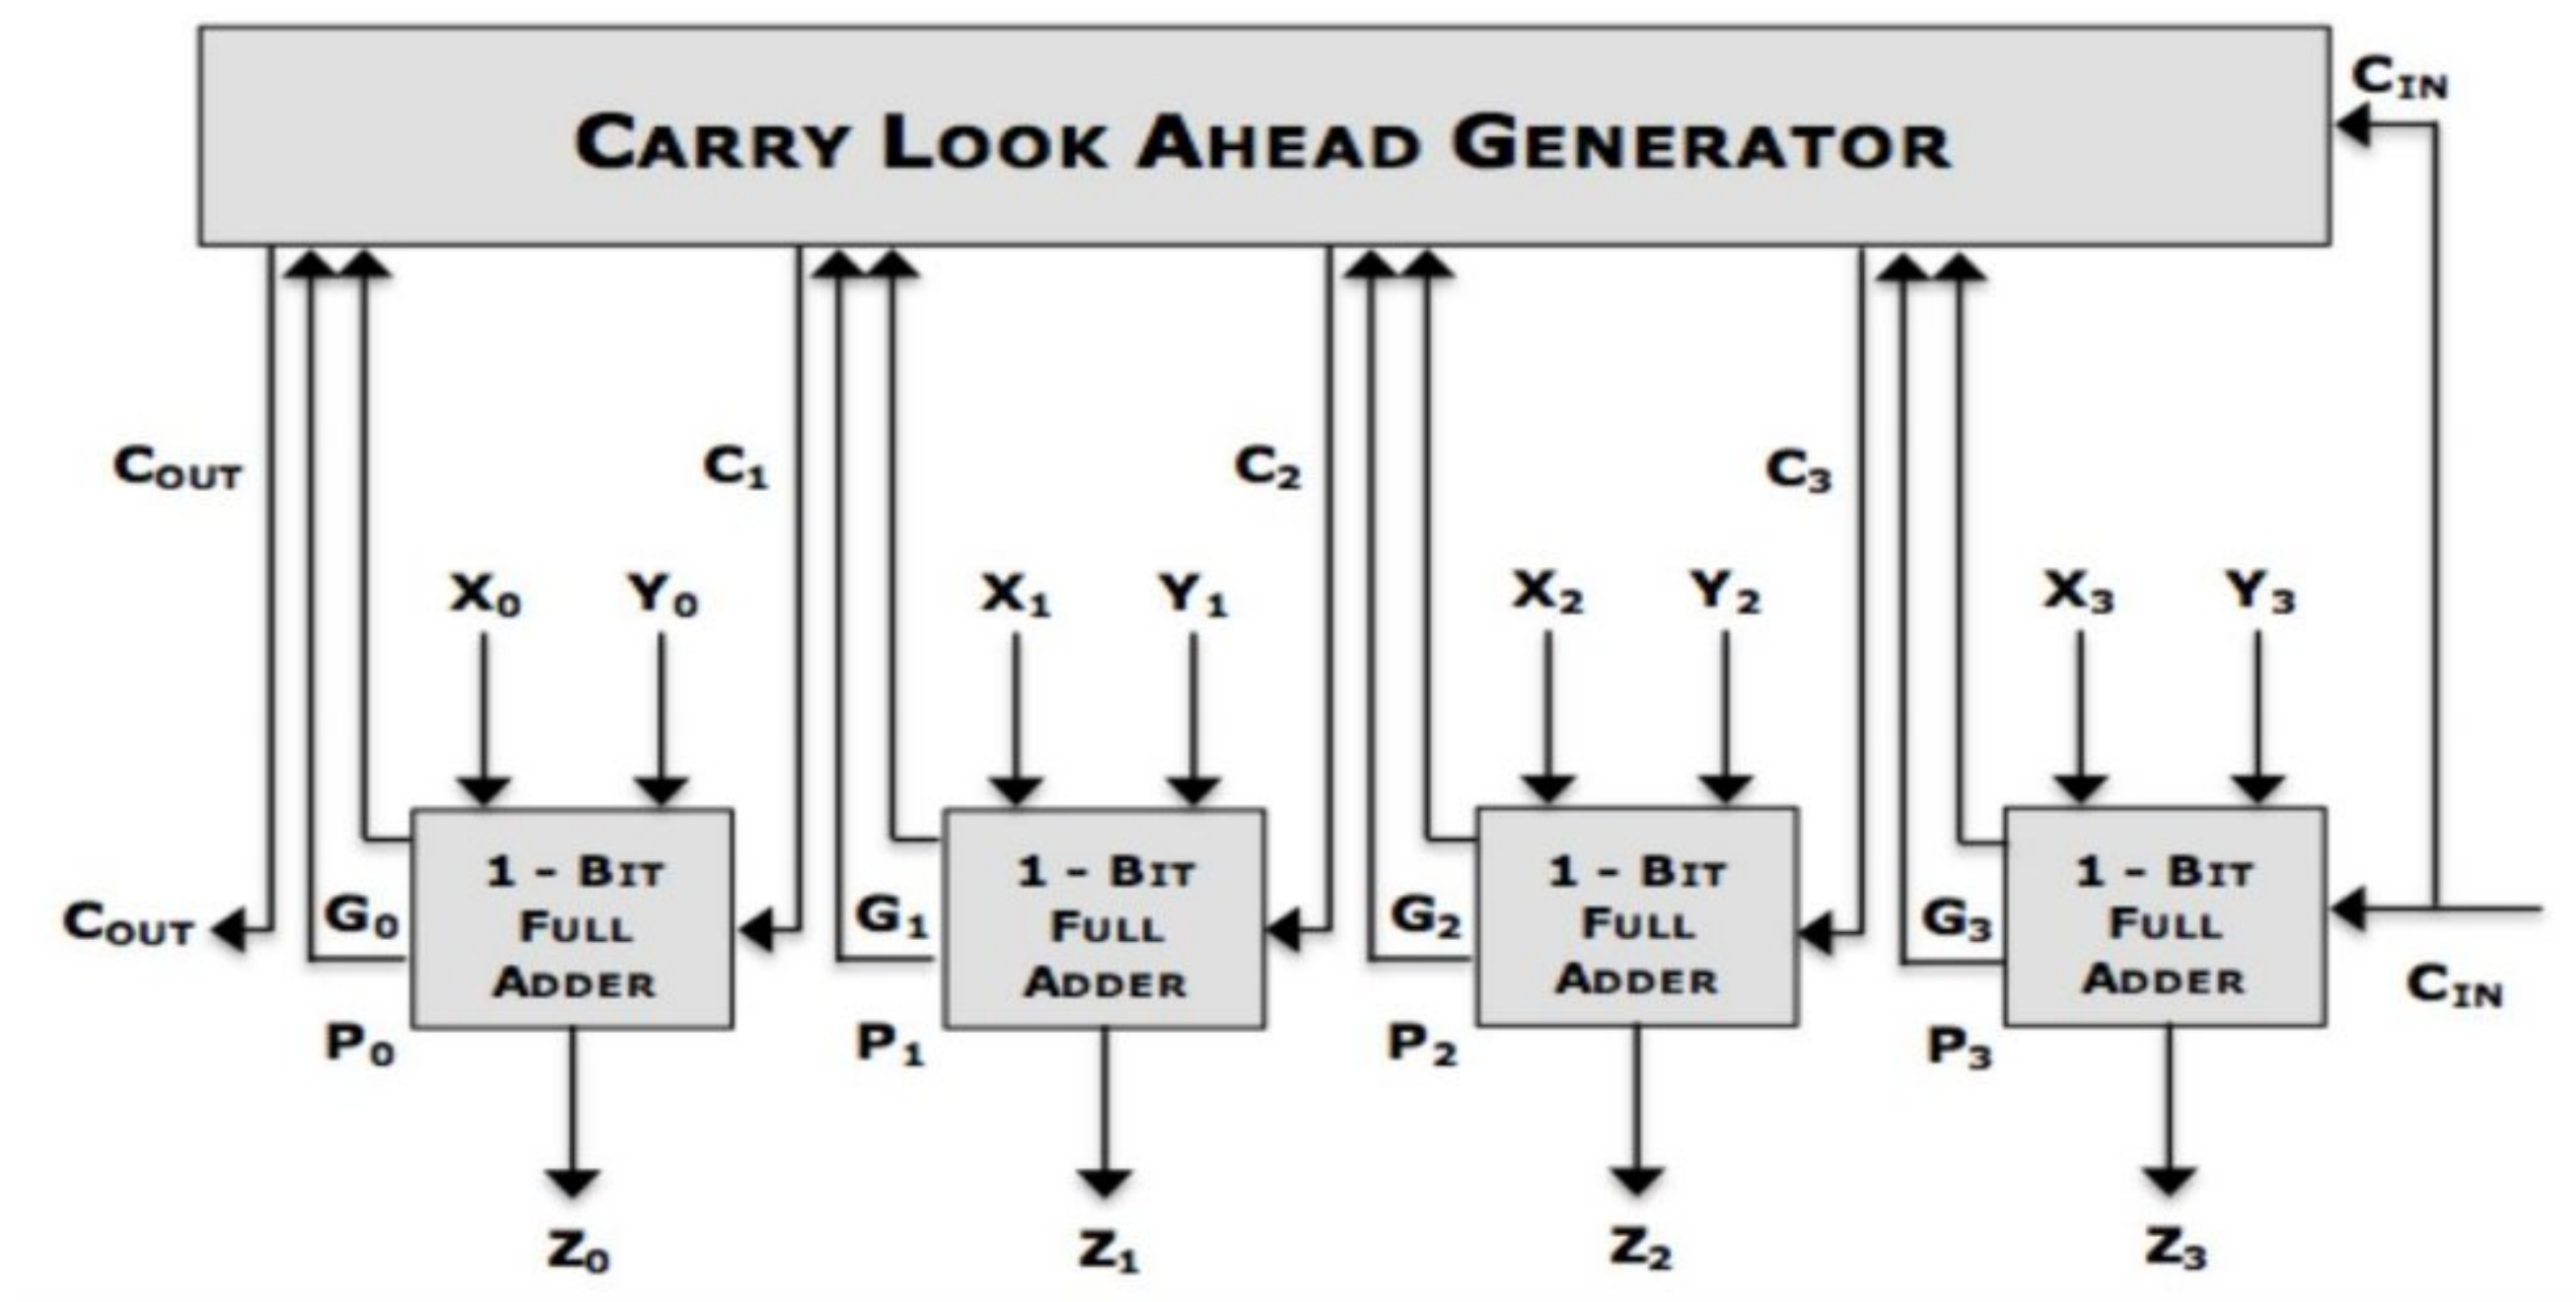 CIN
CARRY LOOK AHEAD GENERATOR
COUT C1 C2 C3
X0 Y0 X1 Y1 X2 Y2 X3 Y3
1 - BIT FULL ADDER
1 - BIT FULL ADDER
1 - BIT FULL ADDER
1 - BIT FULL ADDER
COUT G0 G1 G2 G3
CIN
P0 P1 P2 P3
Z0 Z1 Z2 Z3